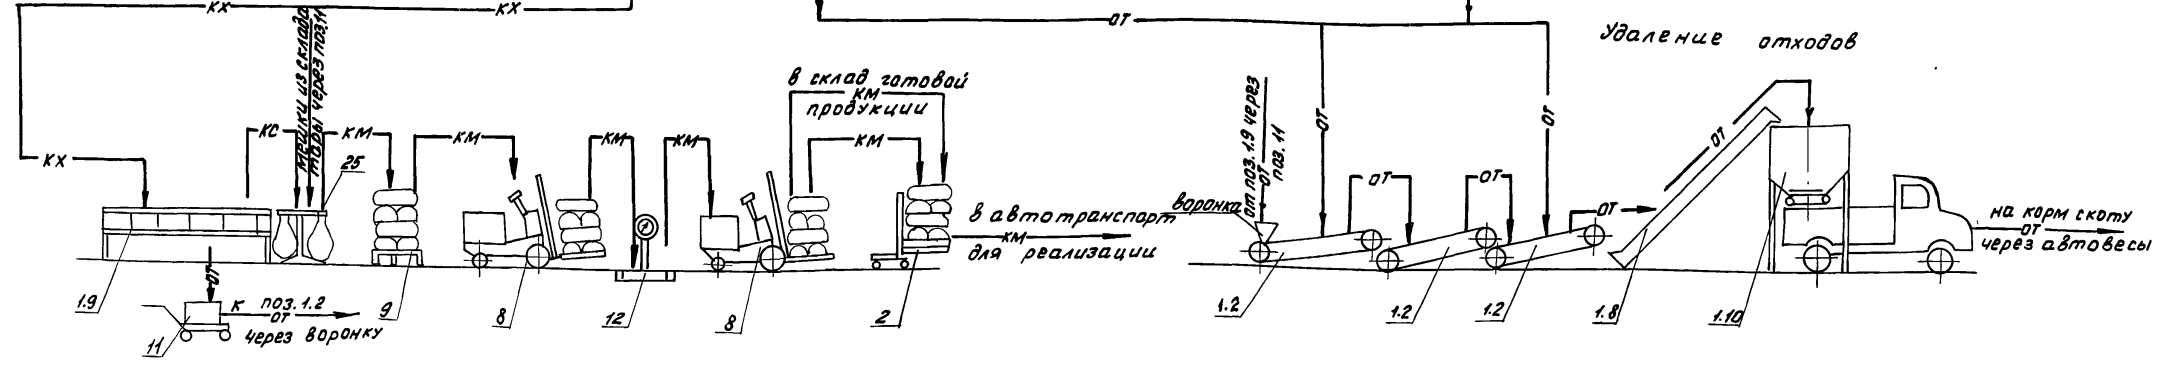 КХ
КХ
ОТ
Удаление отходов
мешки из склада
тары через поз.11
в склад готовой
КМ
продукции
от поз.1.9 через
ОТ
поз. 11
ОТ
ОТ
ОТ
КХ
КС
КМ
25
КМ
КМ
КМ
КМ
воронка
ОТ
ОТ
ОТ
в автотранспорт
КМ
для реализации
на корм скоту
ОТ
через автовесы
ОТ
1.9
9
8
12
8
2
1.2
1.2
1.2
1.8
1.10
к поз. 1.2
ОТ
через воронку
11